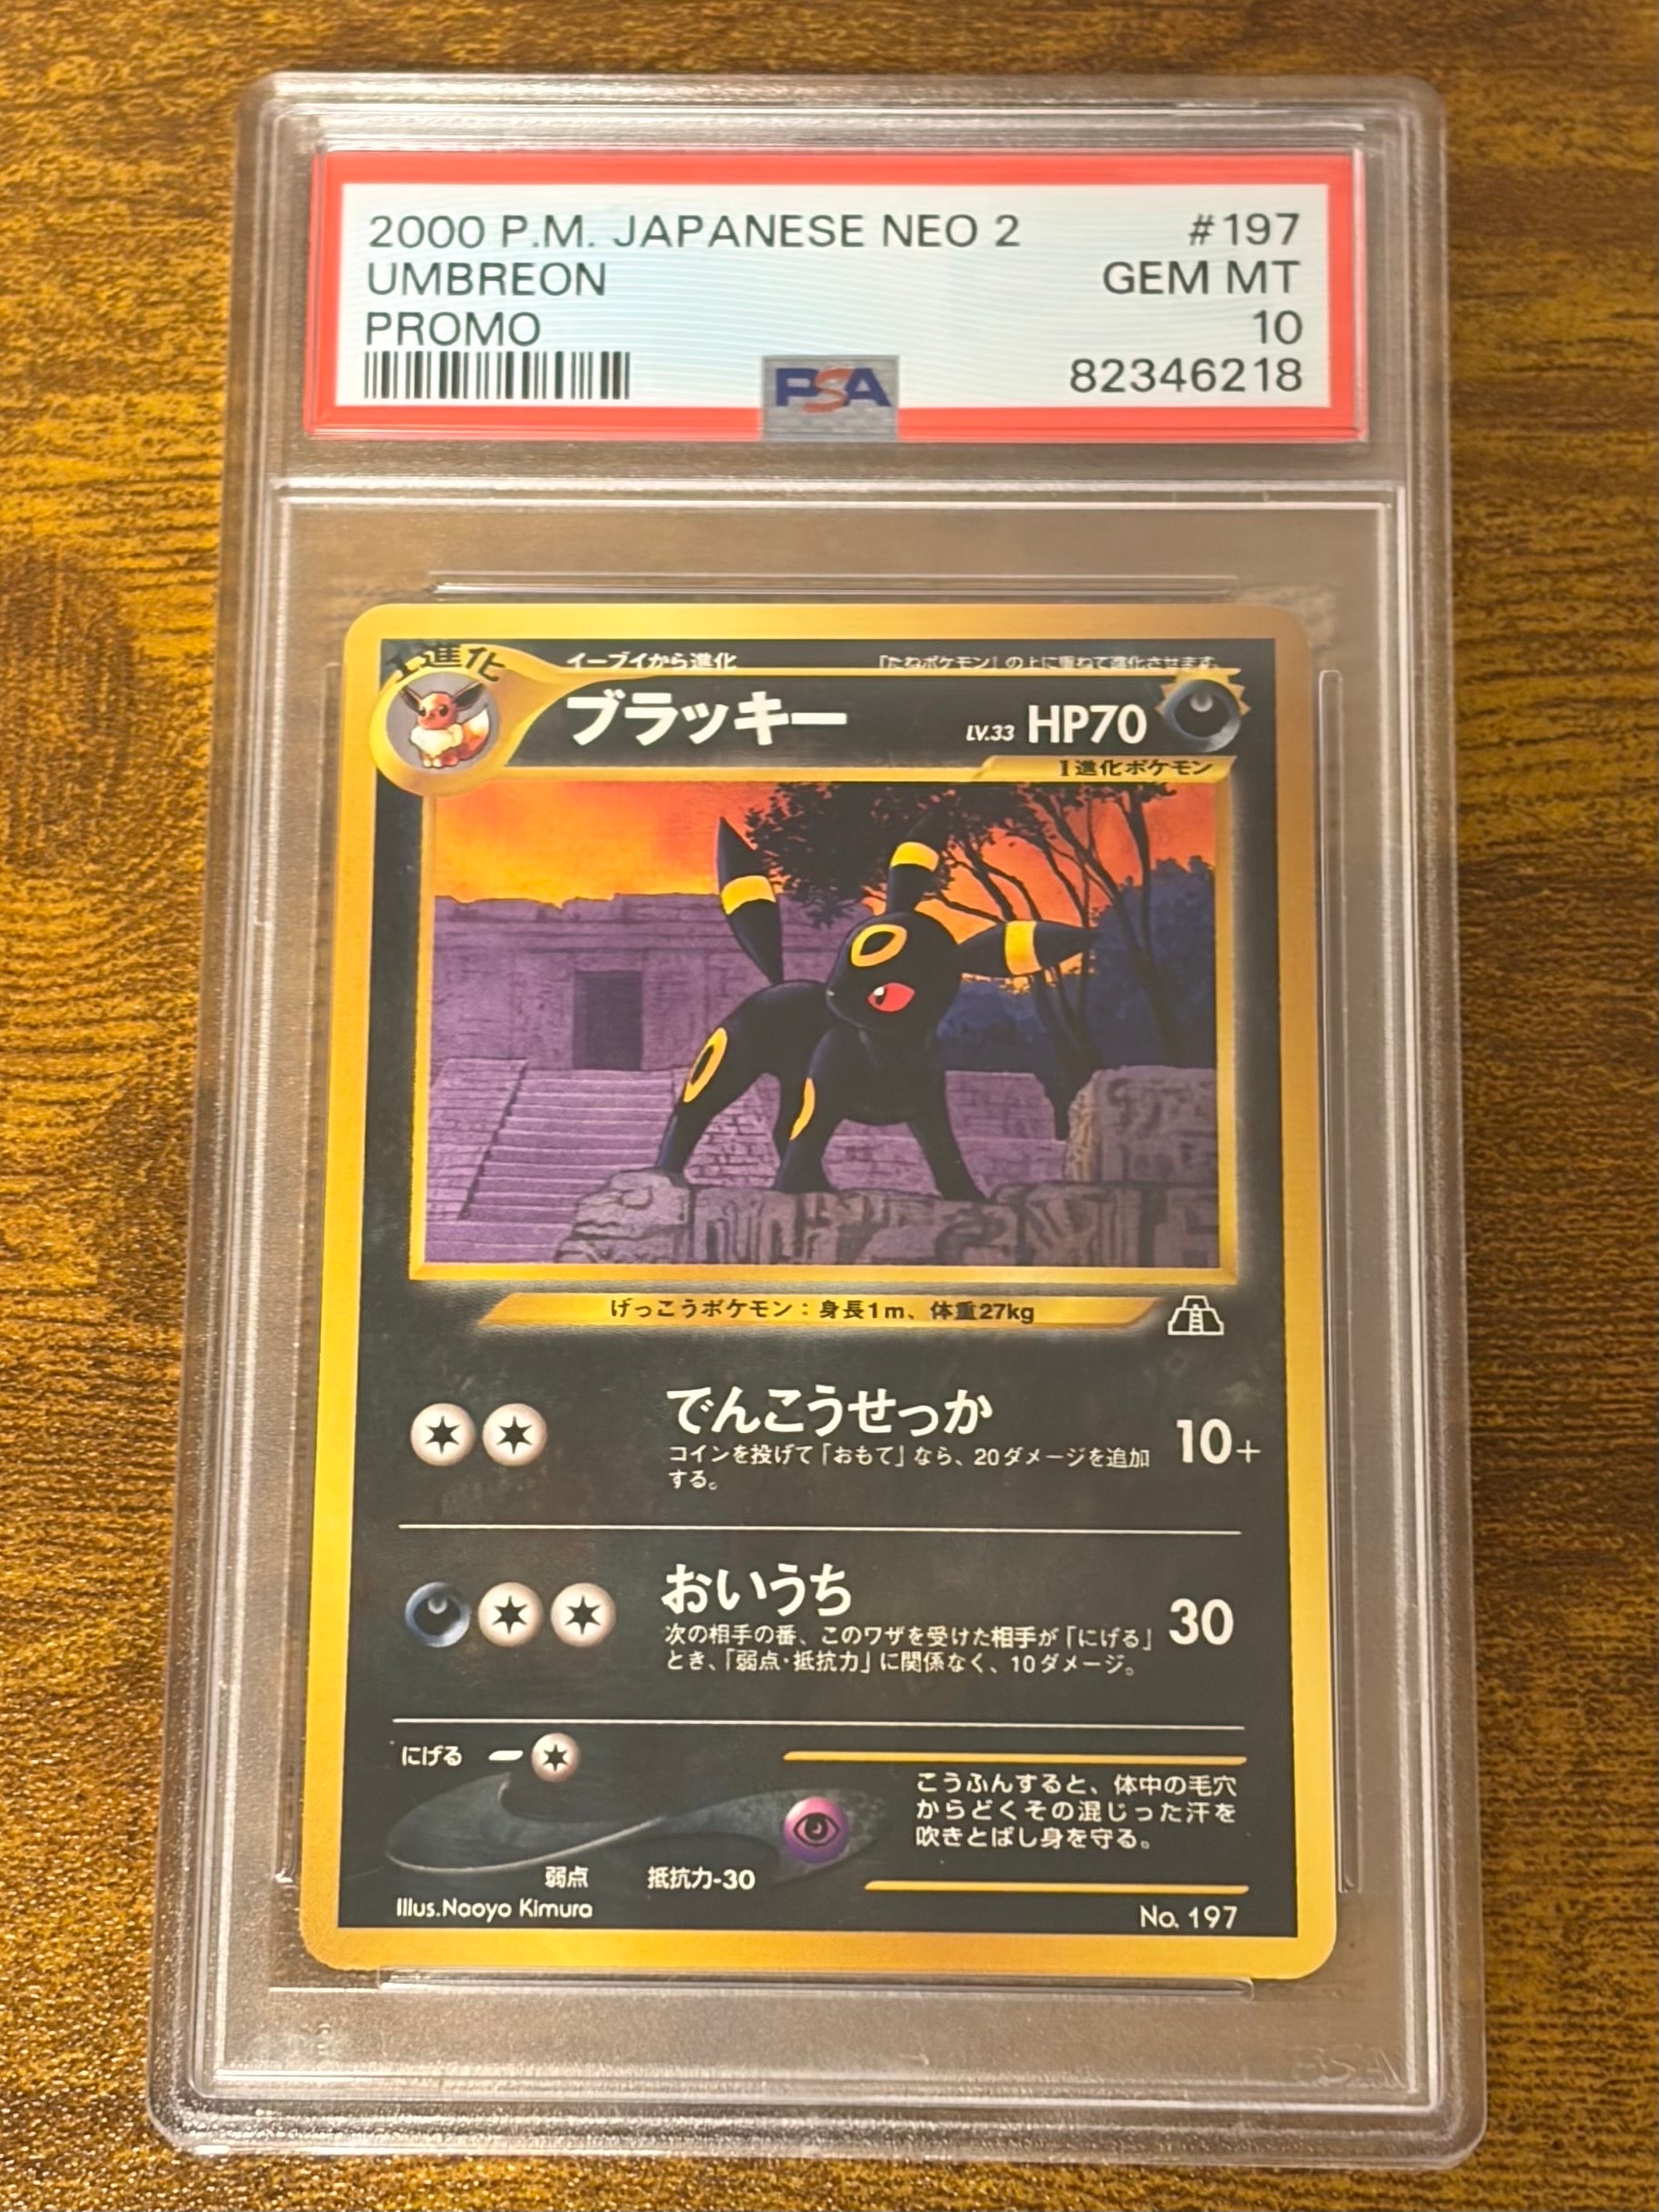 2000 P.M. JAPANESE NEO 2 #197
UMBREON GEM MT
PROMO 10
PSA 82346218
1進化
イーブイから進化 「たねポケモン」の上に重ねて進化させます
ブラッキー LV.33 HP70
1進化ポケモン
げっこうポケモン：身長1m、体重27kg
でんこうせっか 10+
コインを投げて「おもて」なら、20ダメージを追加
する。
おいうち 30
次の相手の番、このワザを受けた相手が「にげる」
とき、「弱点・抵抗力」に関係なく、10ダメージ。
にげる
こうふんすると、体中の毛穴
からどくその混じった汗を
吹きとばし身を守る。
弱点 抵抗力-30
Illus.Naoyo Kimura No. 197
PSA